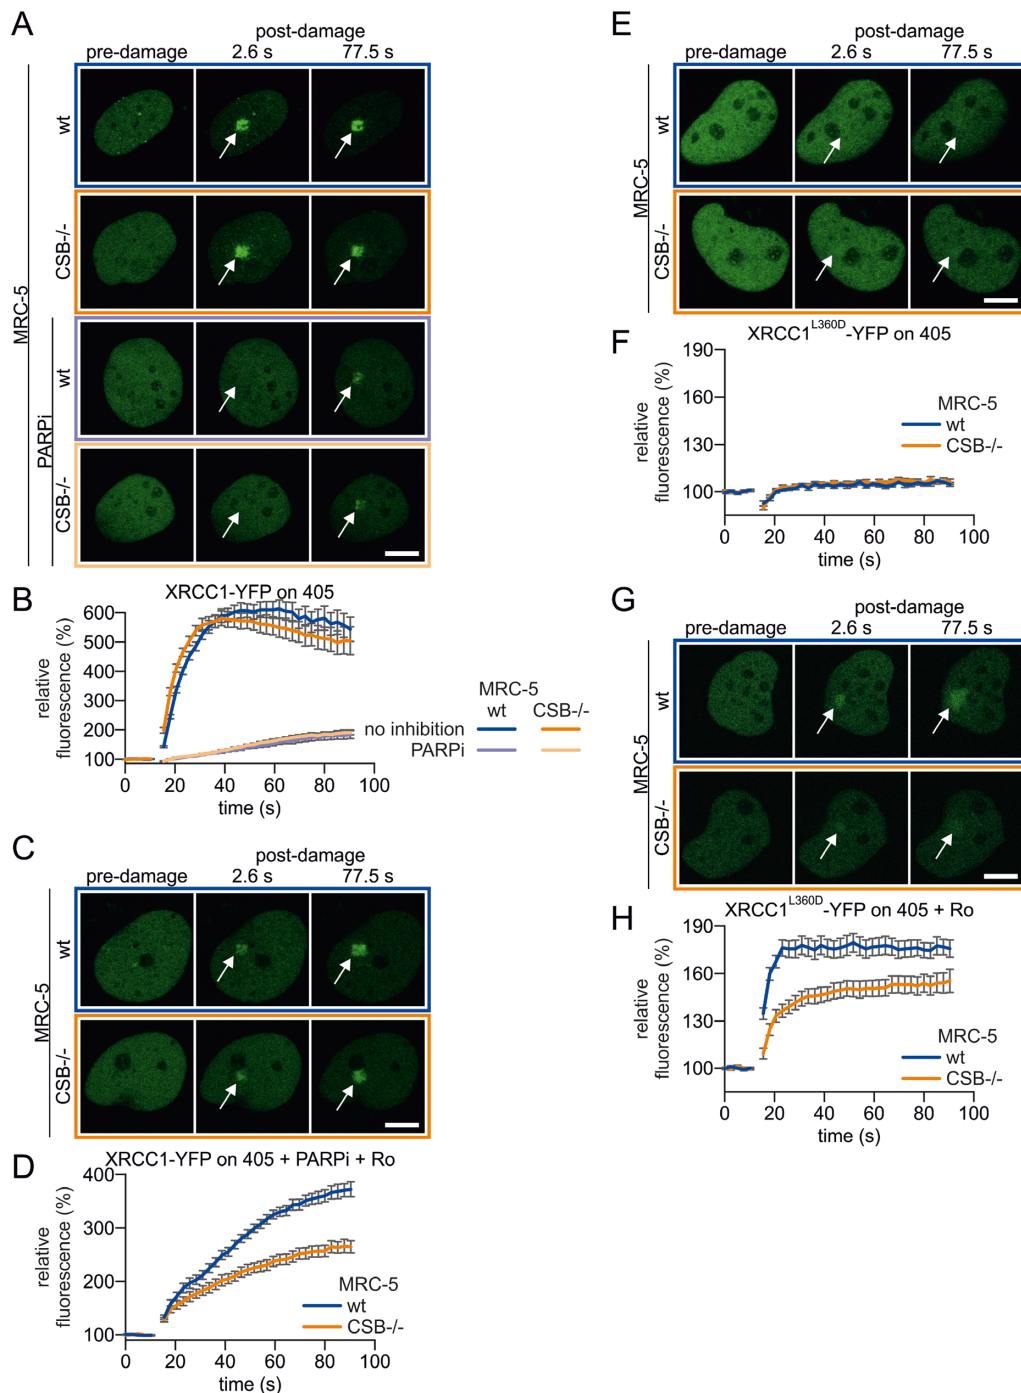 A
post-damage
pre-damage 2.6 s 77.5 s
MRC-5
wt
CSB-/-
PARPi
wt
CSB-/-
B
XRCC1-YFP on 405
relative
fluorescence (%)
600
500
400
300
200
100
0 20 40 60 80 100
time (s)
MRC-5
wt CSB-/-
no inhibition
PARPi
C
post-damage
pre-damage 2.6 s 77.5 s
MRC-5
wt
CSB-/-
D
XRCC1-YFP on 405 + PARPi + Ro
relative
fluorescence (%)
400
300
200
100
0 20 40 60 80 100
time (s)
MRC-5
wt
CSB-/-
E
post-damage
pre-damage 2.6 s 77.5 s
MRC-5
wt
CSB-/-
F
XRCC1L360D-YFP on 405
relative
fluorescence (%)
190
160
130
100
0 20 40 60 80 100
time (s)
MRC-5
wt
CSB-/-
G
post-damage
pre-damage 2.6 s 77.5 s
MRC-5
wt
CSB-/-
H
XRCC1L360D-YFP on 405 + Ro
relative
fluorescence (%)
190
160
130
100
0 20 40 60 80 100
time (s)
MRC-5
wt
CSB-/-